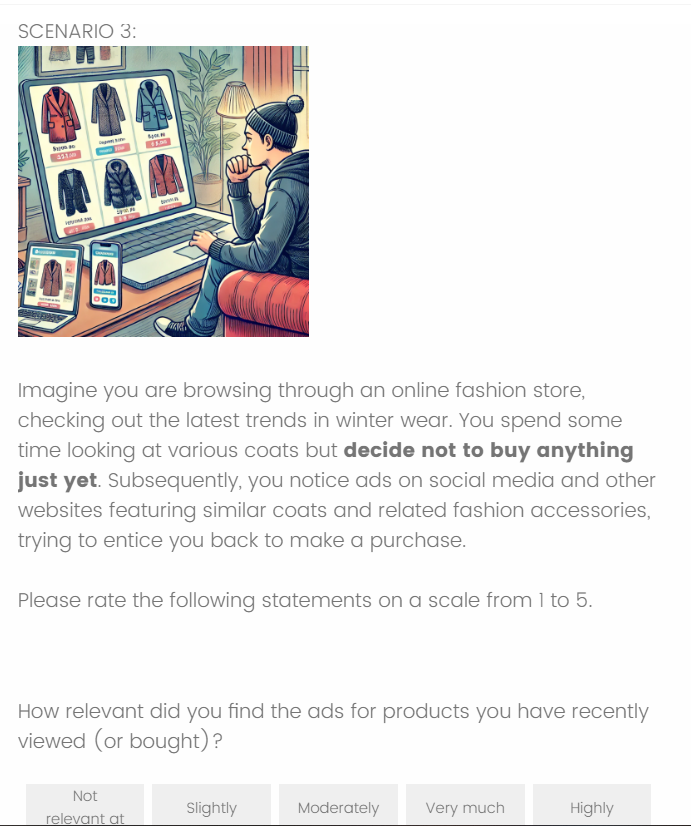 SCENARIO 3:
Imagine you are browsing through an online fashion store,
checking out the latest trends in winter wear. You spend some
time looking at various coats but decide not to buy anything
just yet. Subsequently, you notice ads on social media and other
websites featuring similar coats and related fashion accessories,
trying to entice you back to make a purchase.
Please rate the following statements on a scale from 1 to 5.
How relevant did you find the ads for products you have recently
viewed (or bought)?
Not
relevant at
Slightly
Moderately
Very much
Highly